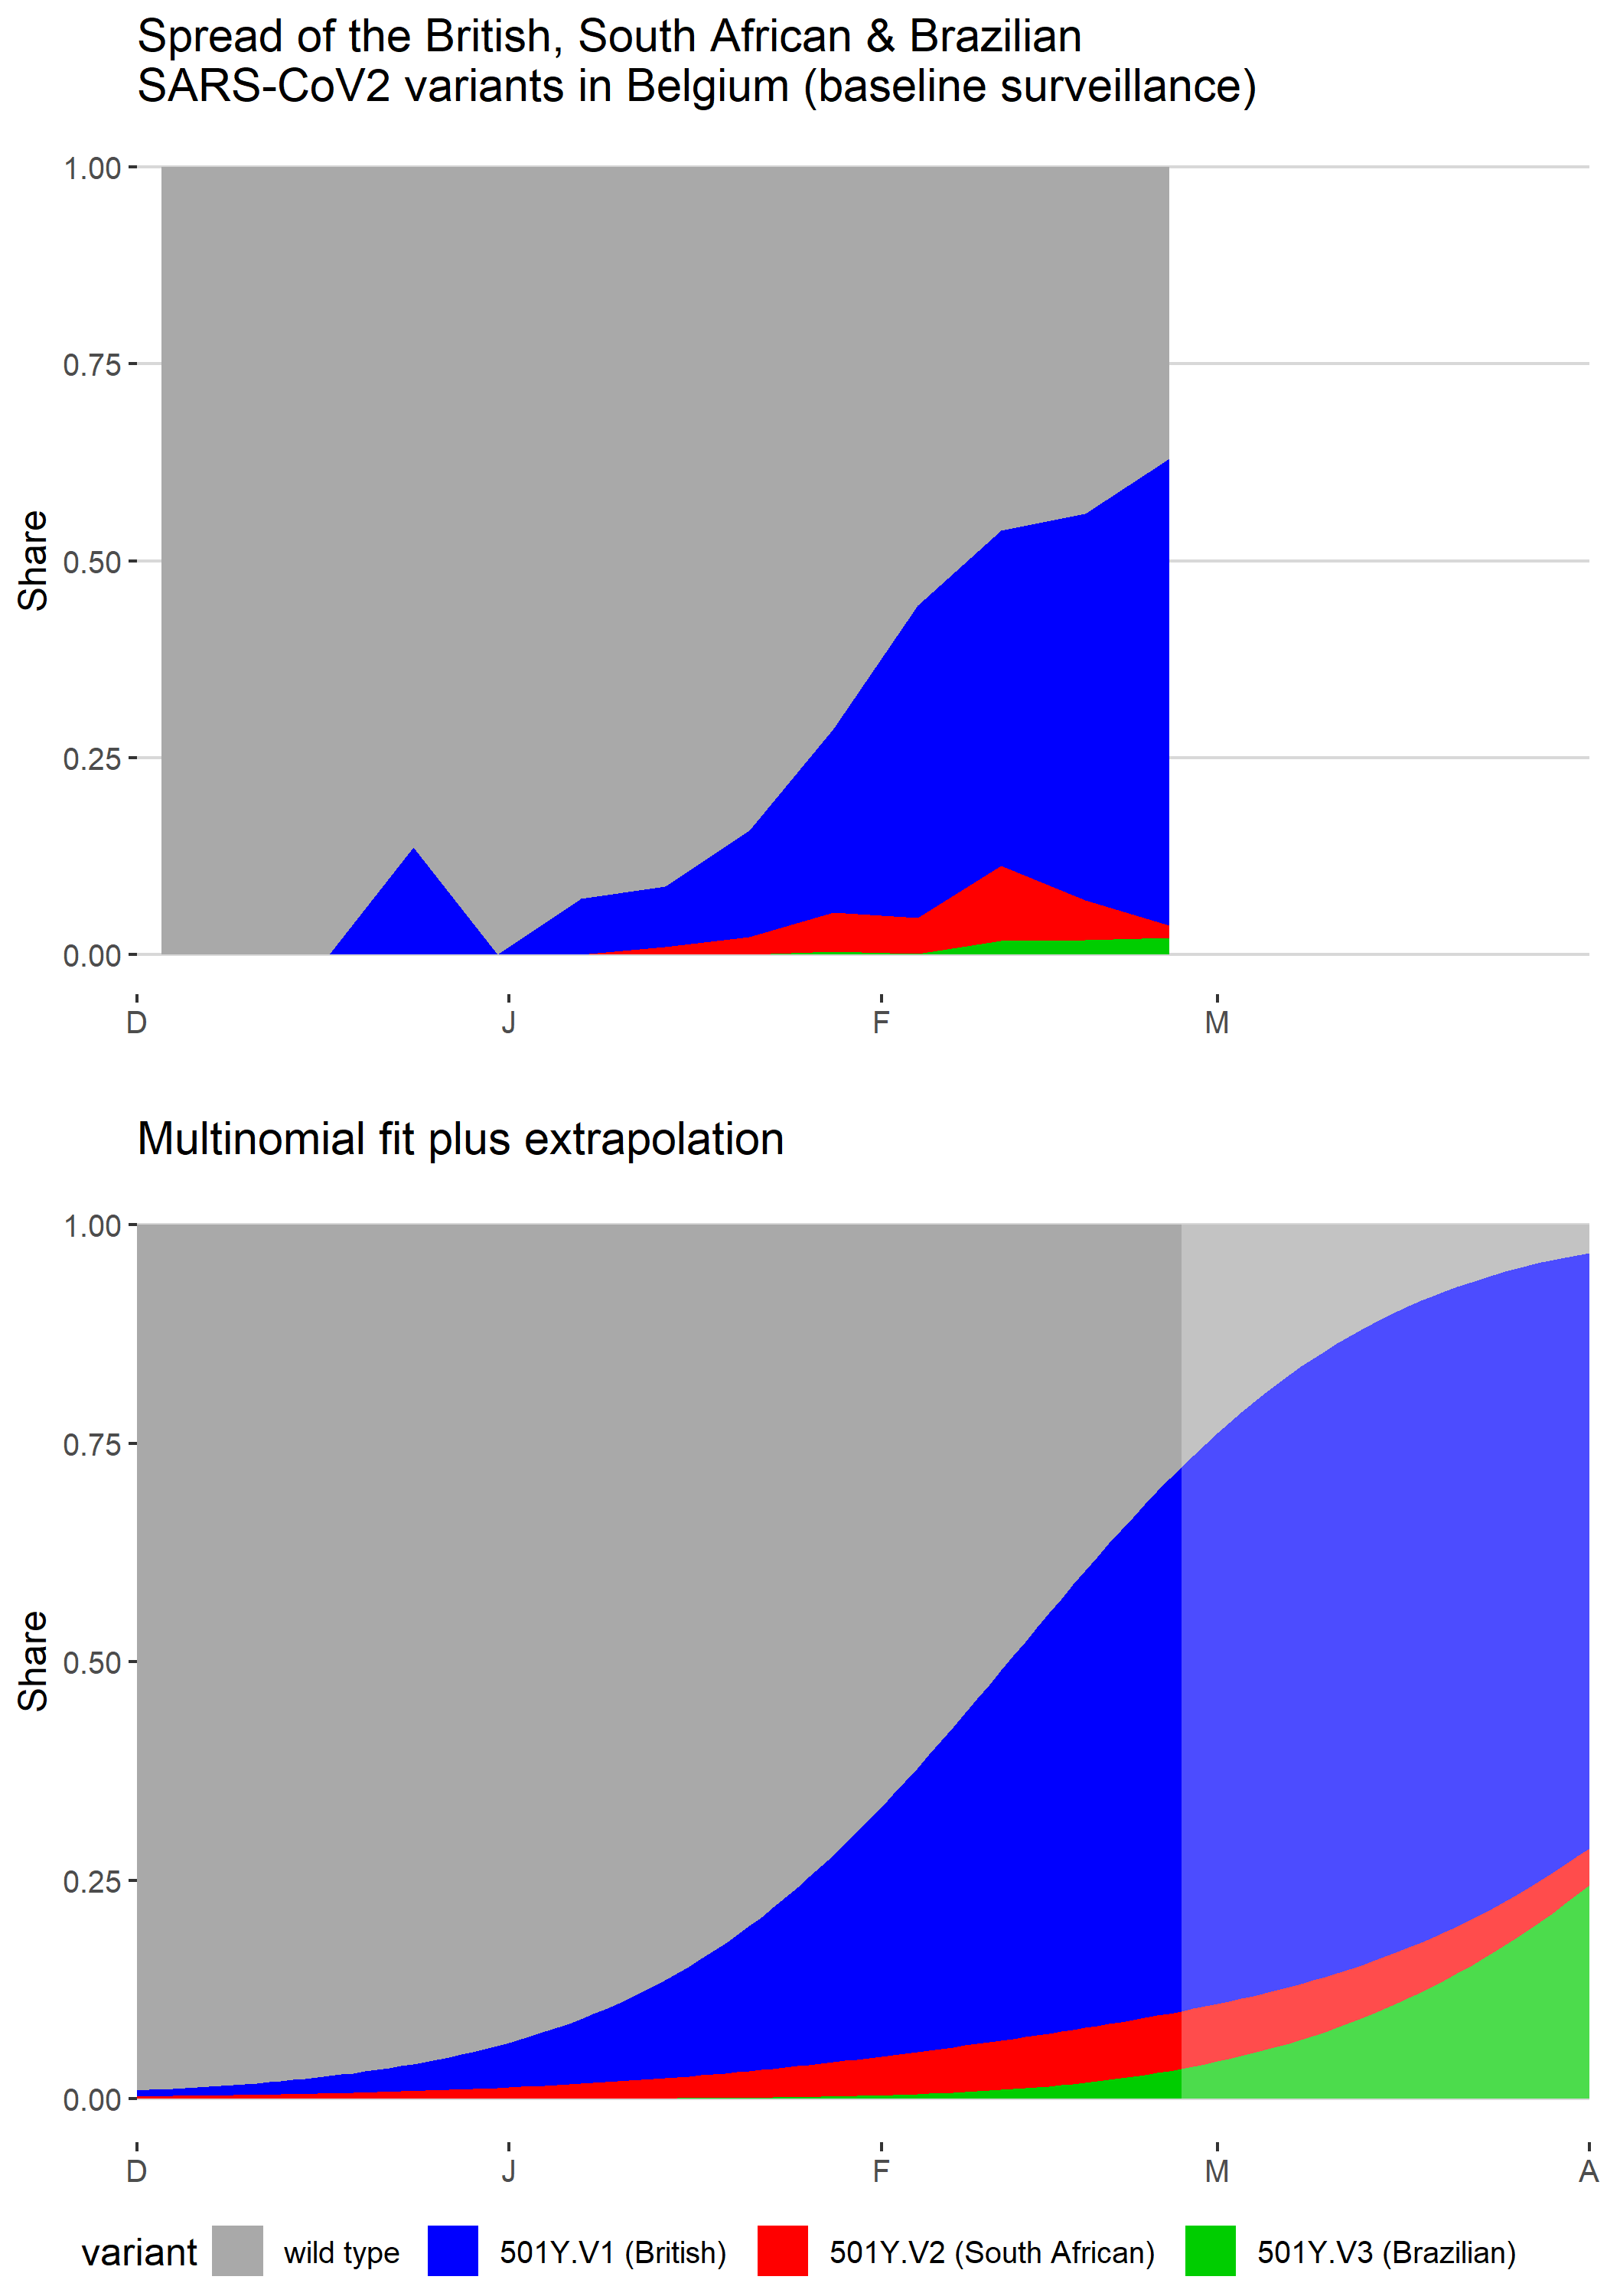 Spread of the British, South African & Brazilian
SARS-CoV2 variants in Belgium (baseline surveillance)
1.00
0.75
0.50
0.25
0.00
Share
D J F M
Multinomial fit plus extrapolation
1.00
0.75
0.50
0.25
0.00
Share
D J F M A
variant wild type 501Y.V1 (British) 501Y.V2 (South African) 501Y.V3 (Brazilian)